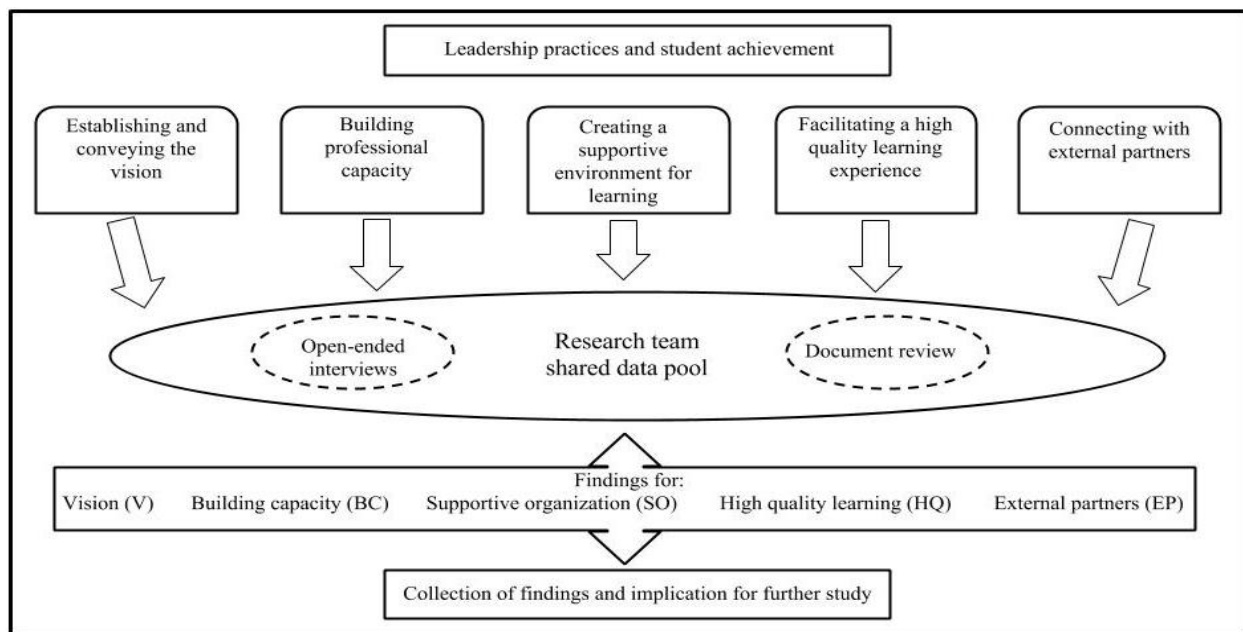 Leadership practices and student achievement
Establishing and
conveying the
vision
Building
professional
capacity
Creating a
supportive
environment for
learning
Facilitating a high
quality learning
experience
Connecting with
external partners
Open-ended
interviews
Research team
shared data pool
Document review
Findings for:
Vision (V) Building capacity (BC) Supportive organization (SO) High quality learning (HQ) External partners (EP)
Collection of findings and implication for further study